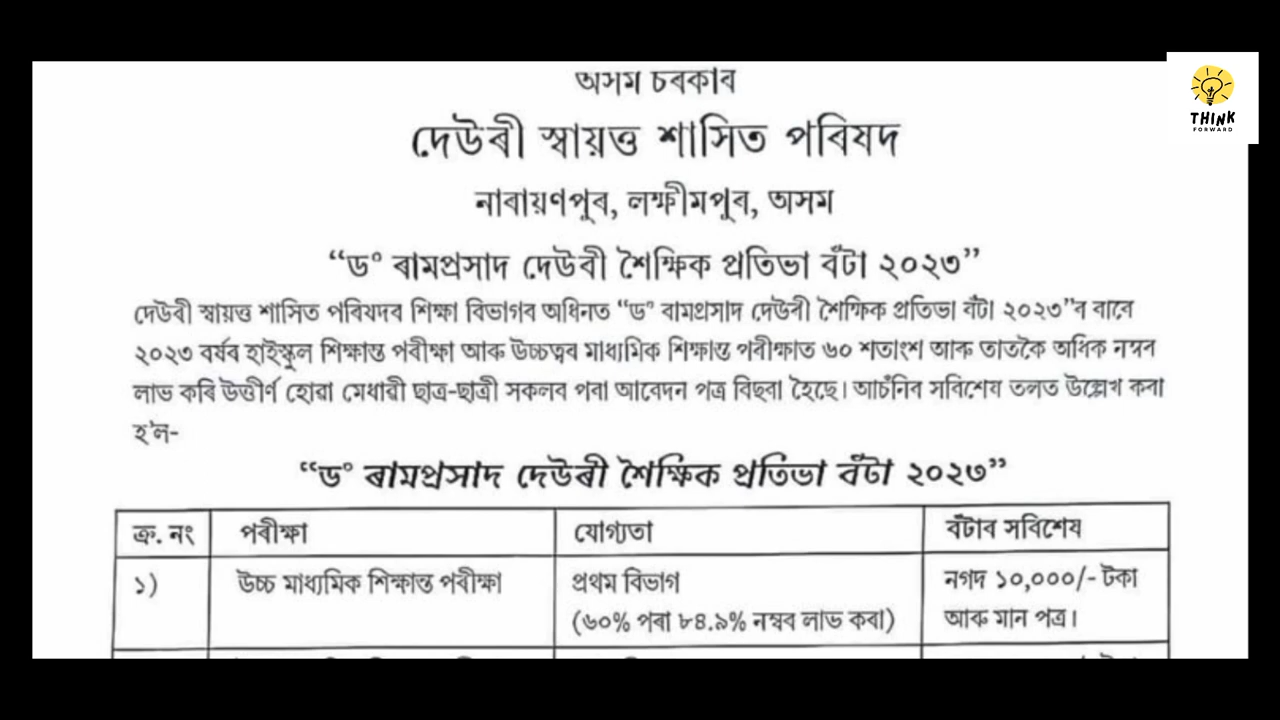 অসম চৰকাৰ
দেউৰী স্বায়ত্ত শাসিত পৰিষদ
নাৰায়ণপুৰ, লক্ষীমপুৰ, অসম
“ড° ৰামপ্ৰসাদ দেউৰী শৈক্ষিক প্ৰতিভা বঁটা ২০২৩”
দেউৰী স্বায়ত্ত শাসিত পৰিষদৰ শিক্ষা বিভাগৰ অধিনত “ড° ৰামপ্ৰসাদ দেউৰী শৈক্ষিক প্ৰতিভা বঁটা ২০২৩”ৰ বাবে
২০২৩ বৰ্ষৰ হাইস্কুল শিক্ষান্ত পৰীক্ষা আৰু উচ্চত্বৰ মাধ্যমিক শিক্ষান্ত পৰীক্ষাত ৬০ শতাংশ আৰু তাতকৈ অধিক নম্বৰ
লাভ কৰি উত্তীৰ্ণ হোৱা মেধাৱী ছাত্ৰ-ছাত্ৰী সকলৰ পৰা আবেদন পত্ৰ বিছৰা হৈছে। আচঁনিৰ সবিশেষ তলত উল্লেখ কৰা
হ’ল-
“ড° ৰামপ্ৰসাদ দেউৰী শৈক্ষিক প্ৰতিভা বঁটা ২০২৩”
ক্ৰ. নং পৰীক্ষা যোগ্যতা বঁটাৰ সবিশেষ
১) উচ্চ মাধ্যমিক শিক্ষান্ত পৰীক্ষা প্ৰথম বিভাগ নগদ ১০,০০০/- টকা
(৬০% পৰা ৮৪.৯% নম্বৰ লাভ কৰা) আৰু মান পত্ৰ।
THINK
FORWARD